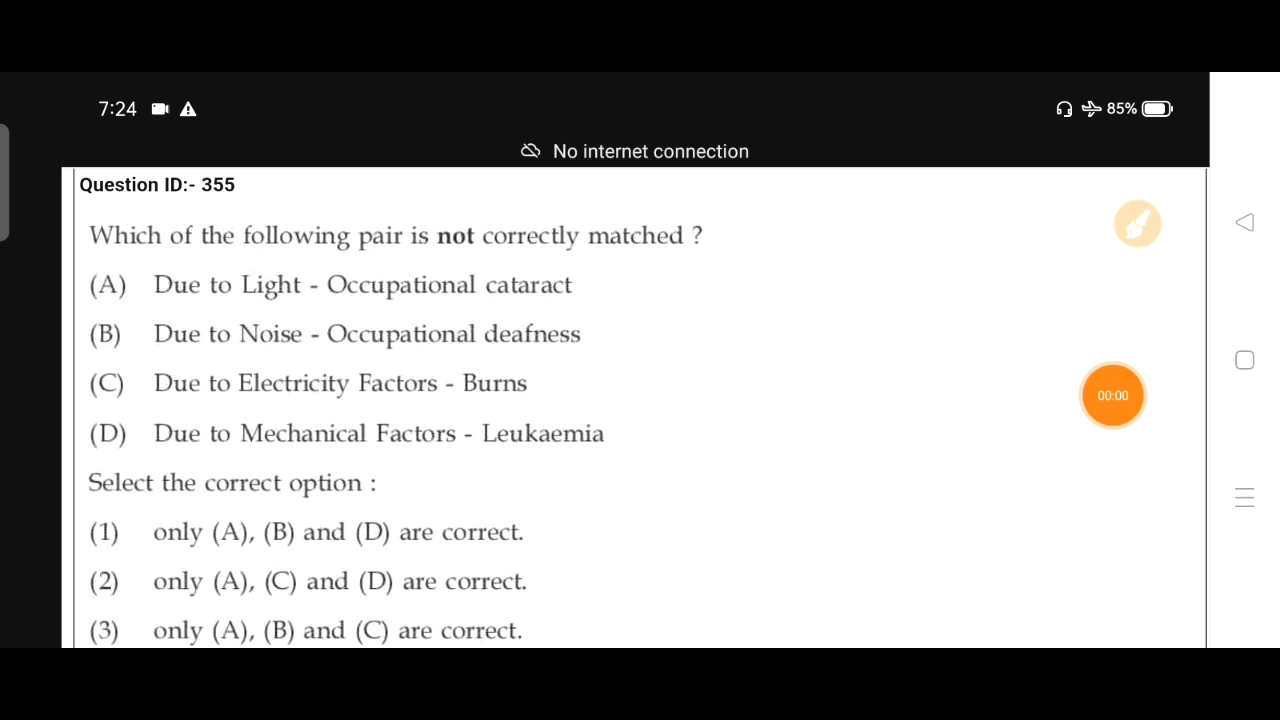 7:24
85%
No internet connection
Question ID:- 355
Which of the following pair is not correctly matched ?
(A) Due to Light - Occupational cataract
(B) Due to Noise - Occupational deafness
(C) Due to Electricity Factors - Burns
(D) Due to Mechanical Factors - Leukaemia
00:00
Select the correct option :
(1) only (A), (B) and (D) are correct.
(2) only (A), (C) and (D) are correct.
(3) only (A), (B) and (C) are correct.